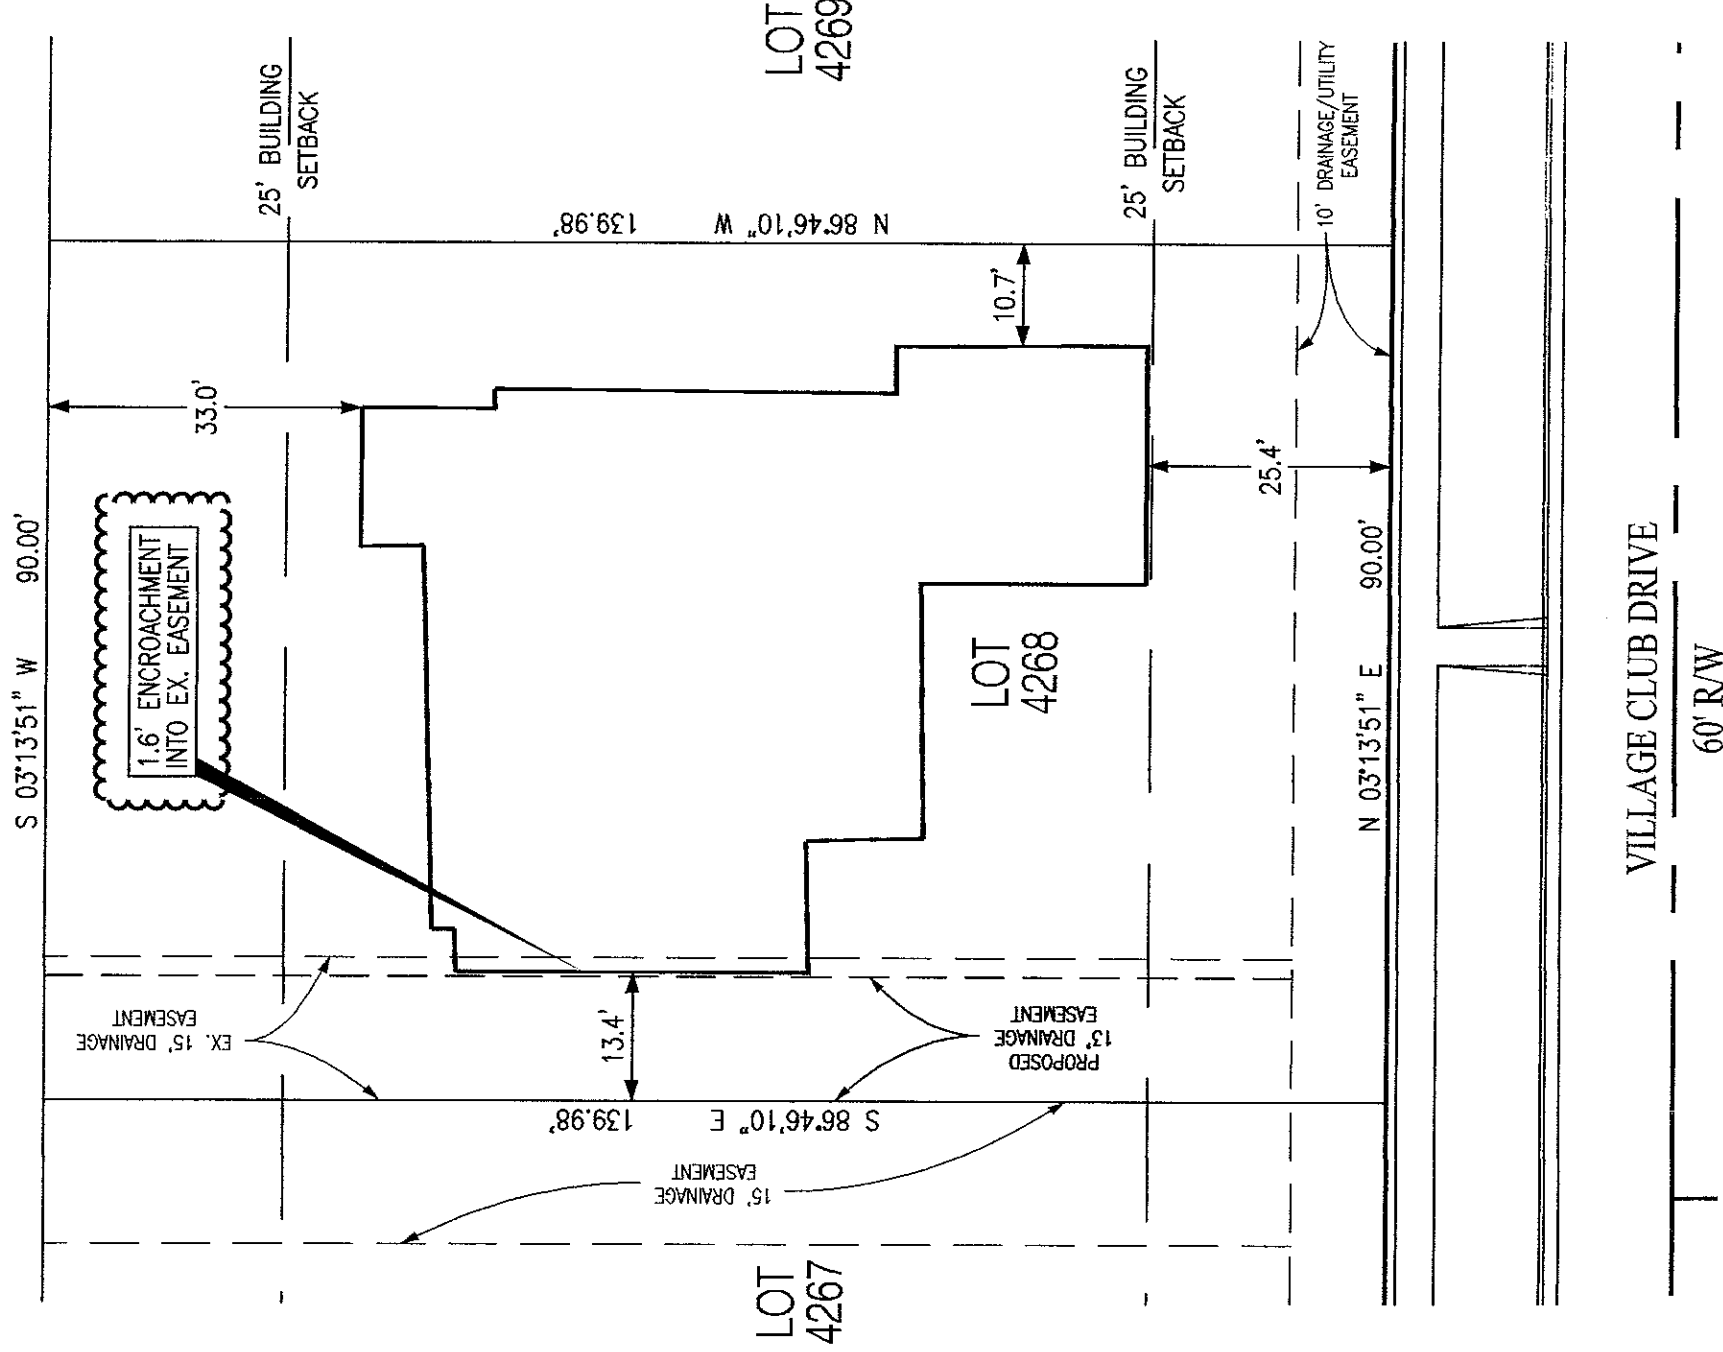 LOT
4269
25' BUILDING
SETBACK
25' BUILDING
SETBACK
10' DRAINAGE/UTILITY
EASEMENT
N 86°46'10" W 139.98'
10.7'
33.0'
25.4'
S 03°13'51" W 90.00'
1.6' ENCROACHMENT
INTO EX. EASEMENT
LOT
4268
N 03°13'51" E 90.00'
VILLAGE CLUB DRIVE
60' R/W
EX. 15' DRAINAGE
EASEMENT
13.4'
PROPOSED
13' DRAINAGE
EASEMENT
S 86°46'10" E 139.98'
15' DRAINAGE
EASEMENT
LOT
4267